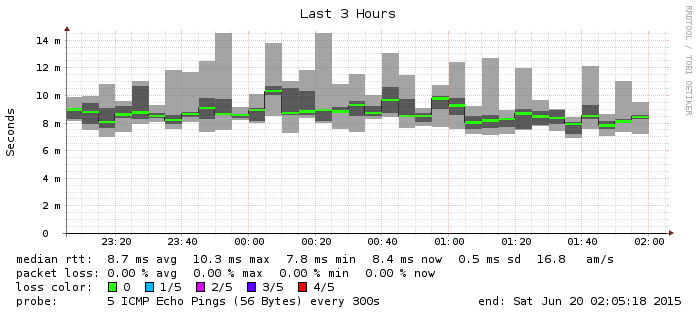 Last 3 Hours
RRDTOOL / TOBI OETIKER
Seconds
14 m
12 m
10 m
8 m
6 m
4 m
2 m
0
23:20 23:40 00:00 00:20 00:40 01:00 01:20 01:40 02:00
median rtt: 8.7 ms avg 10.3 ms max 7.8 ms min 8.4 ms now 0.5 ms sd 16.8 am/s
packet loss: 0.00 % avg 0.00 % max 0.00 % min 0.00 % now
loss color: 0 1/5 2/5 3/5 4/5
probe: 5 ICMP Echo Pings (56 Bytes) every 300s end: Sat Jun 20 02:05:18 2015